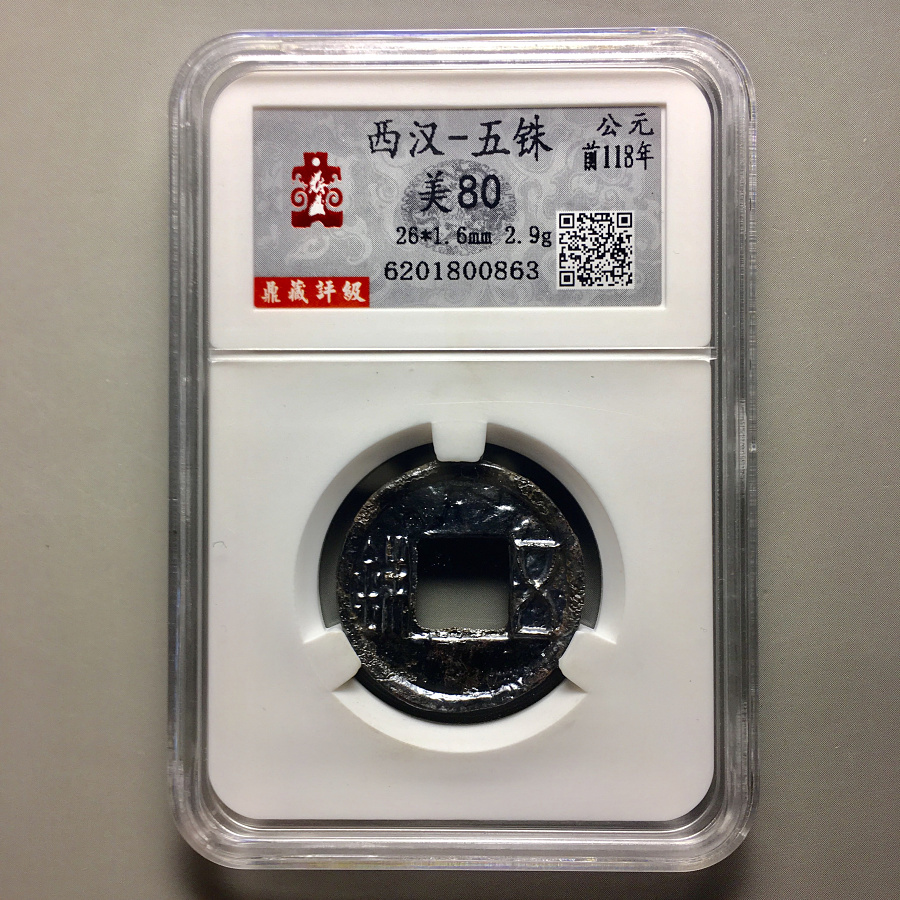 西汉-五铢
公元
前118年
美80
26*1.6mm 2.9g
6201800863
鼎藏評級
五銖